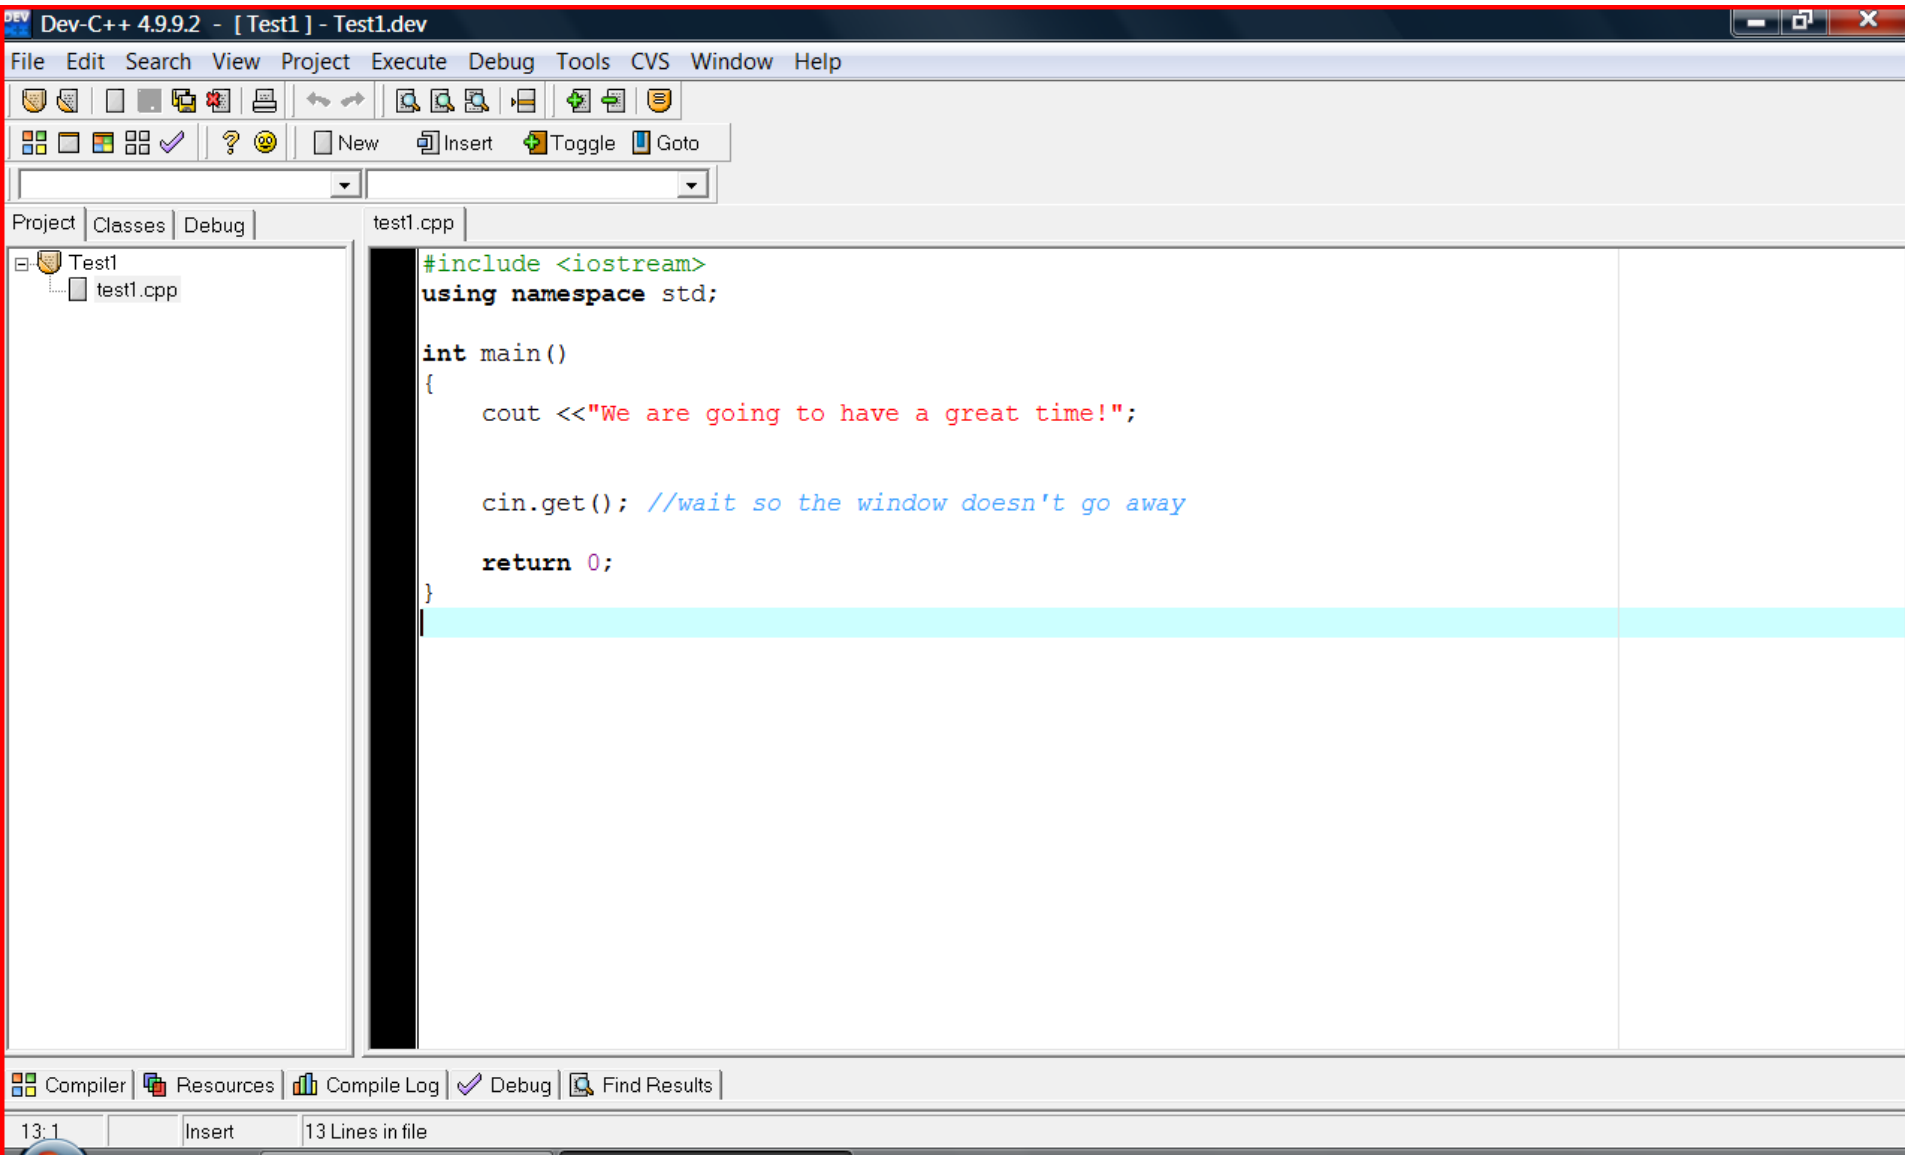 DEV Dev-C++ 4.9.9.2 - [ Test1 ] - Test1.dev
File Edit Search View Project Execute Debug Tools CVS Window Help
New Insert Toggle Goto
Project Classes Debug
test1.cpp
Test1
test1.cpp
#include <iostream>
using namespace std;
int main()
{
cout <<"We are going to have a great time!";
cin.get(); //wait so the window doesn't go away
return 0;
}
Compiler Resources Compile Log Debug Find Results
13: 1 Insert 13 Lines in file